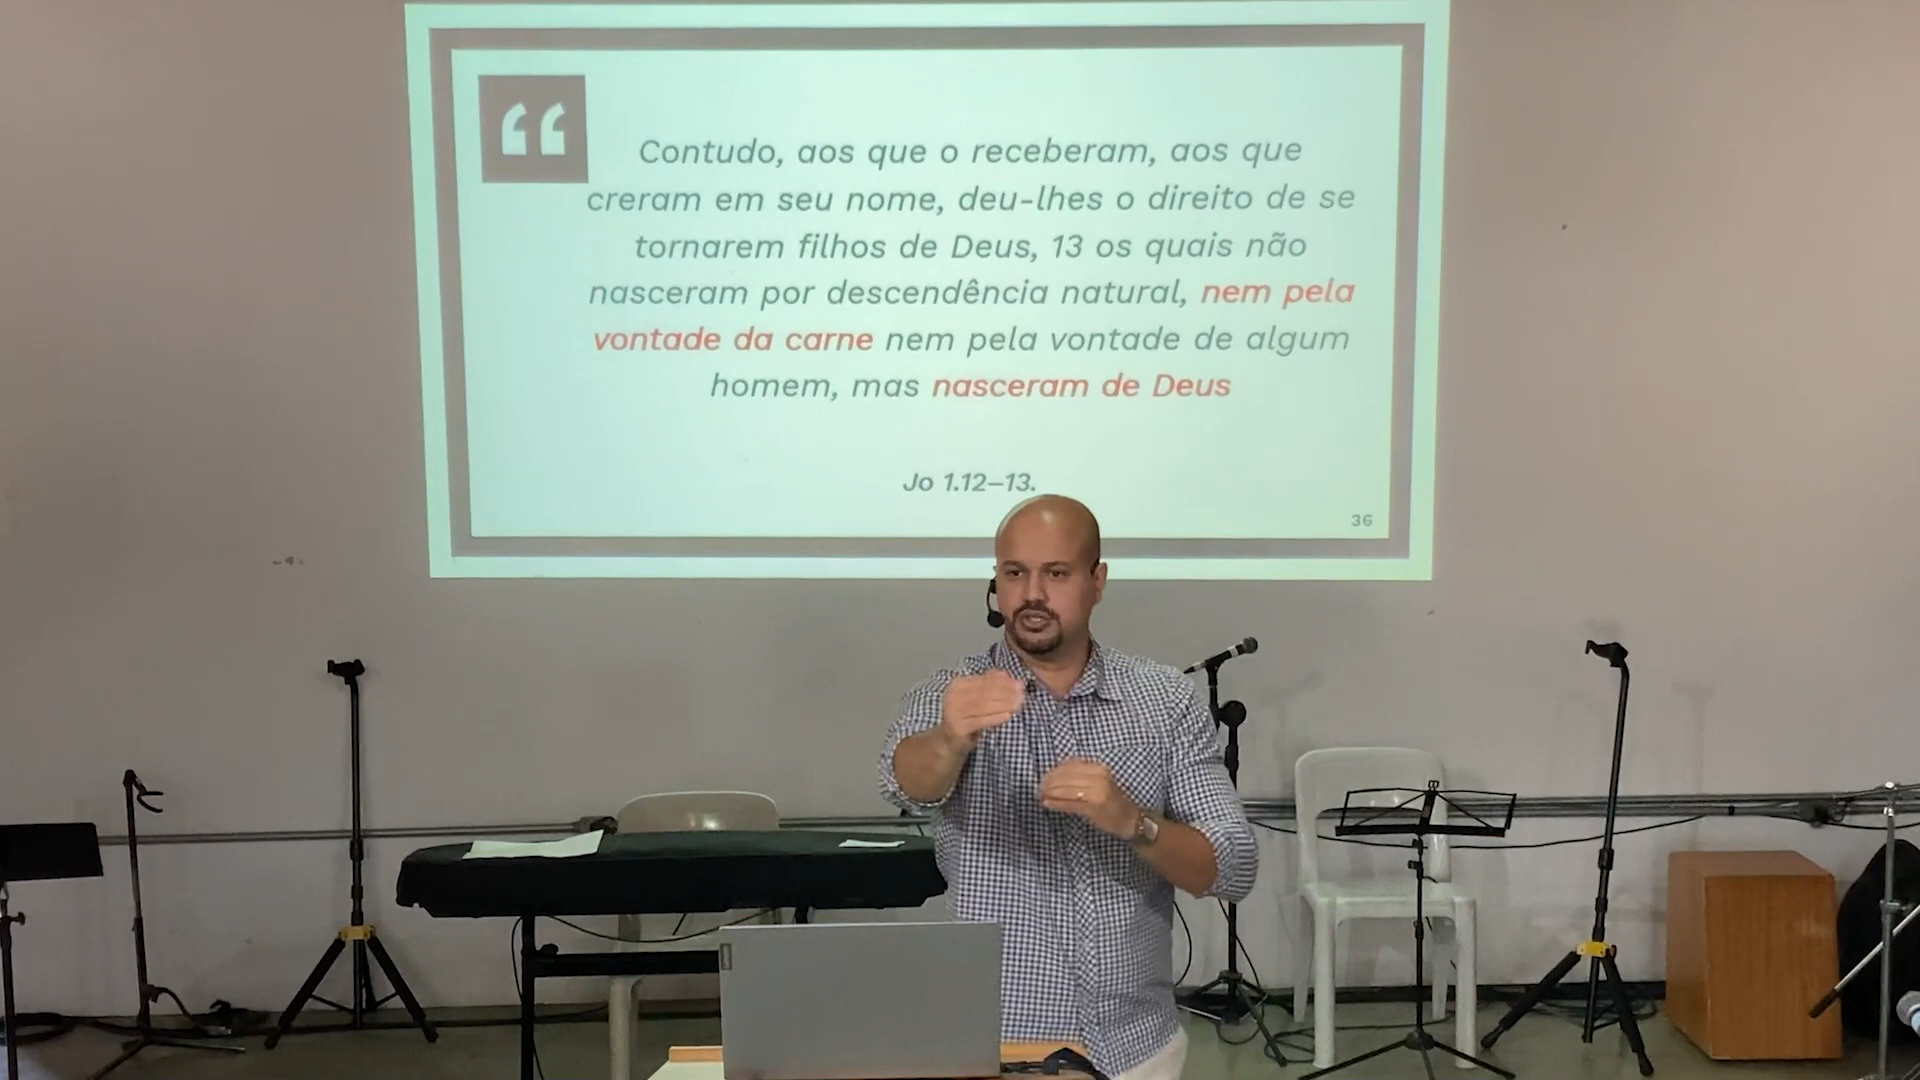 “
Contudo, aos que o receberam, aos que
creram em seu nome, deu-lhes o direito de se
tornarem filhos de Deus, 13 os quais não
nasceram por descendência natural, nem pela
vontade da carne nem pela vontade de algum
homem, mas nasceram de Deus
Jo 1.12–13.
36